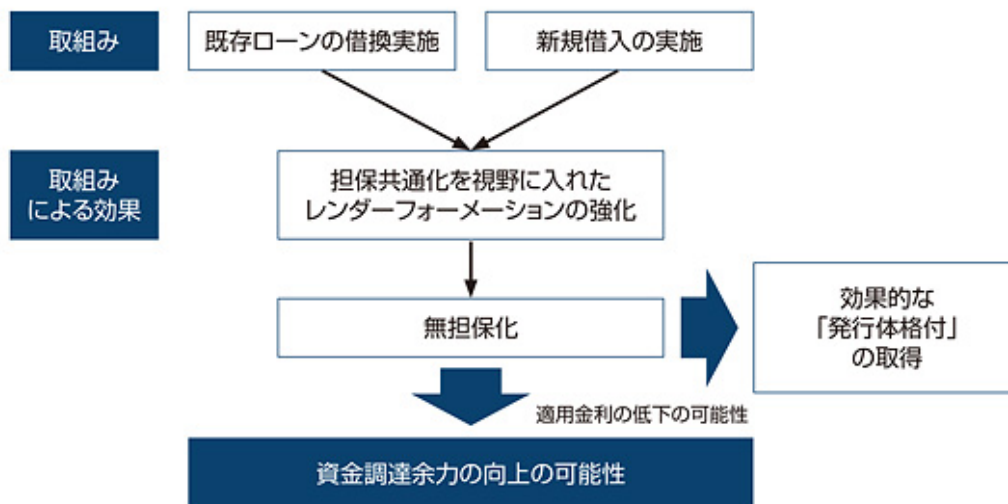 取組み
既存ローンの借換実施
新規借入の実施
取組み
による効果
担保共通化を視野に入れた
レンダーフォーメーションの強化
無担保化
効果的な
「発行体格付」
の取得
適用金利の低下の可能性
資金調達余力の向上の可能性